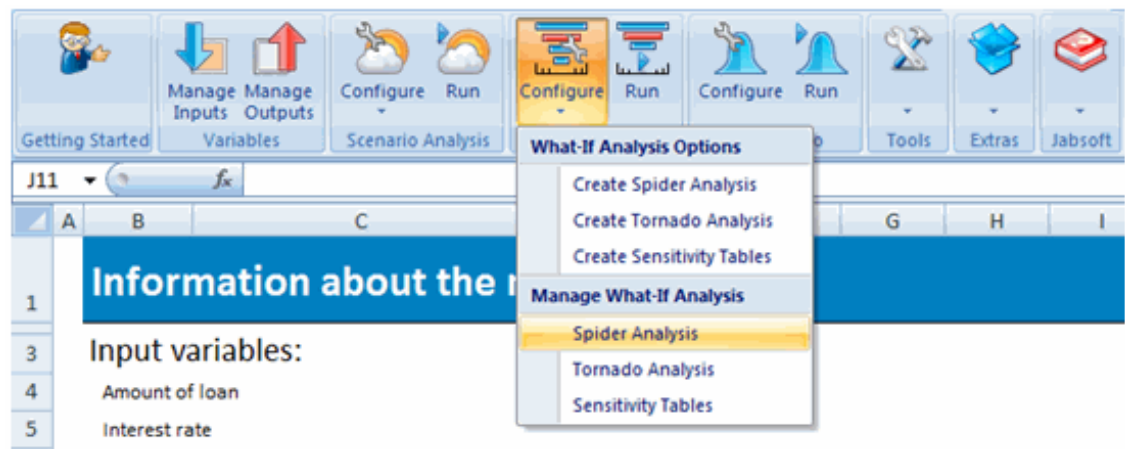 Manage Inputs
Manage Outputs
Configure
Run
Configure
Run
Configure
Run
Getting Started
Variables
Scenario Analysis
Tools
Extras
Jabsoft
What-If Analysis Options
Create Spider Analysis
Create Tornado Analysis
Create Sensitivity Tables
Manage What-If Analysis
Spider Analysis
Tornado Analysis
Sensitivity Tables
J11
fx
A B C G H I
1 Information about the
3 Input variables:
4 Amount of loan
5 Interest rate